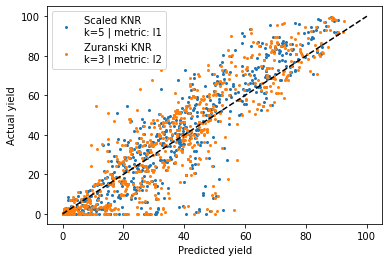 Scaled KNR
k=5 | metric: l1
Zuranski KNR
k=3 | metric: l2
100
80
60
40
20
0
Actual yield
0 20 40 60 80 100
Predicted yield